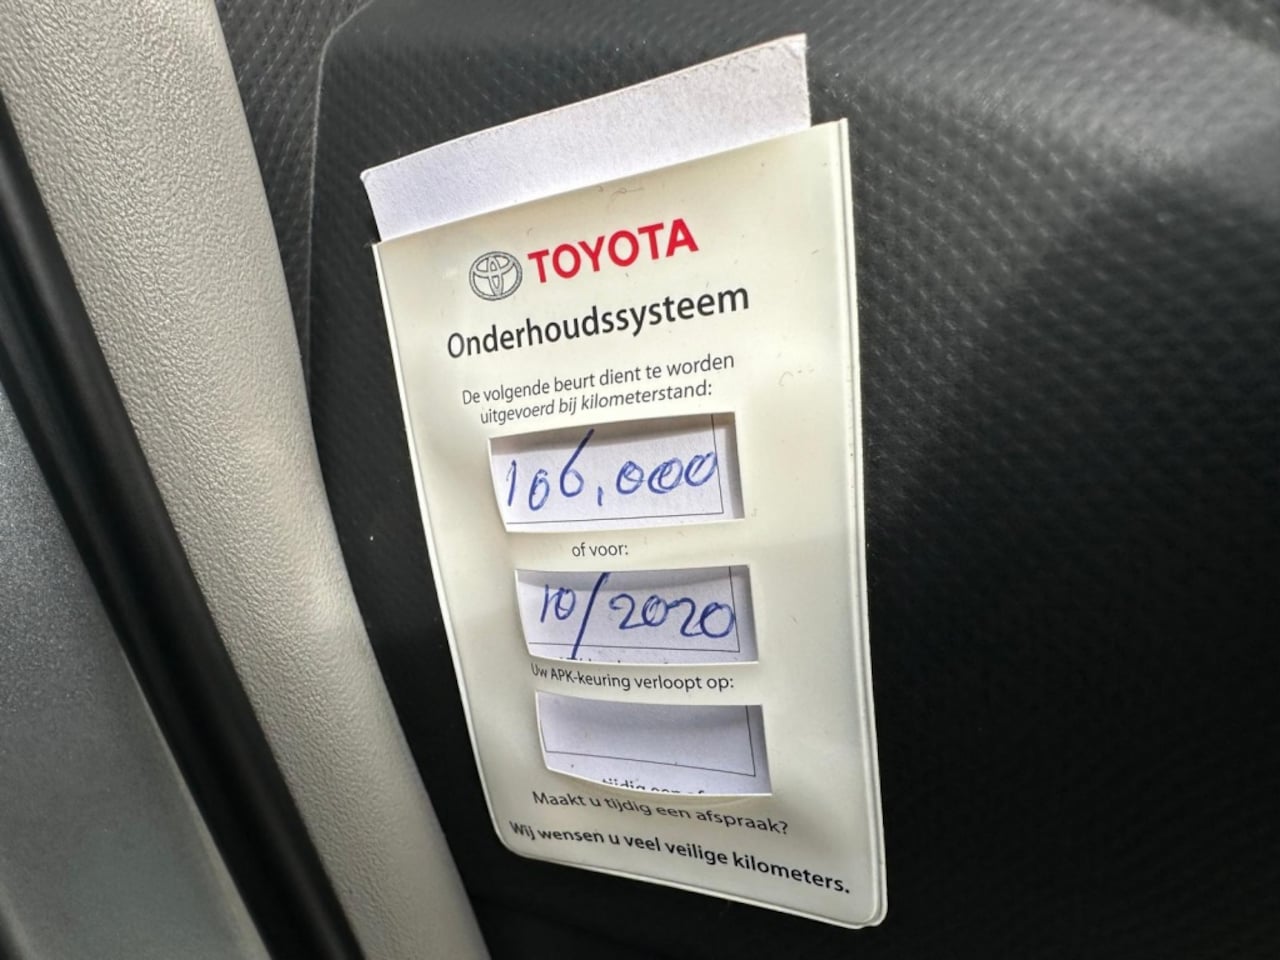 TOYOTA
Onderhoudssysteem
De volgende beurt dient te worden
uitgevoerd bij kilometerstand:
106,000
of voor:
10/2020
Uw APK-keuring verloopt op:
Maakt u tijdig een afspraak?
Wij wensen u veel veilige kilometers.